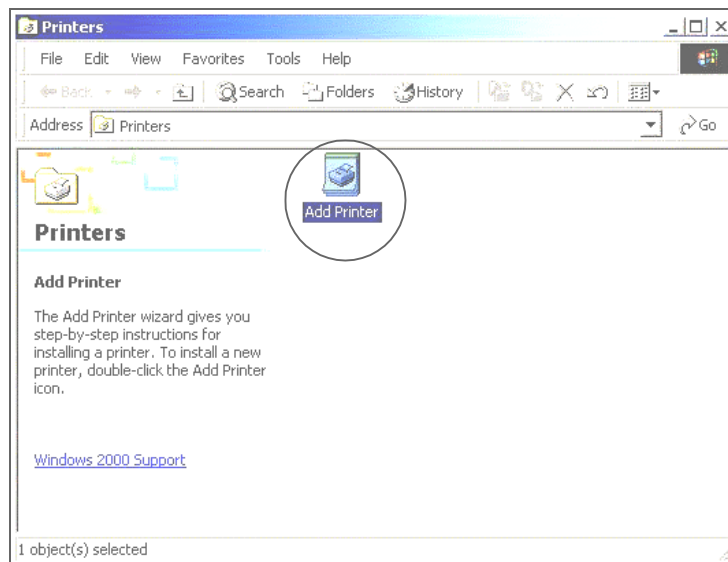 Printers
File Edit View Favorites Tools Help
Back Search Folders History
Address Printers Go
Add Printer
Printers
Add Printer
The Add Printer wizard gives you
step-by-step instructions for
installing a printer. To install a new
printer, double-click the Add Printer
icon.
Windows 2000 Support
1 object(s) selected